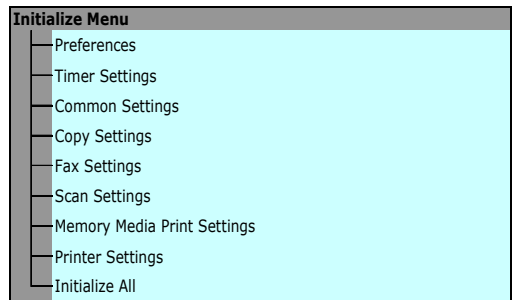 Initialize Menu
Preferences
Timer Settings
Common Settings
Copy Settings
Fax Settings
Scan Settings
Memory Media Print Settings
Printer Settings
Initialize All